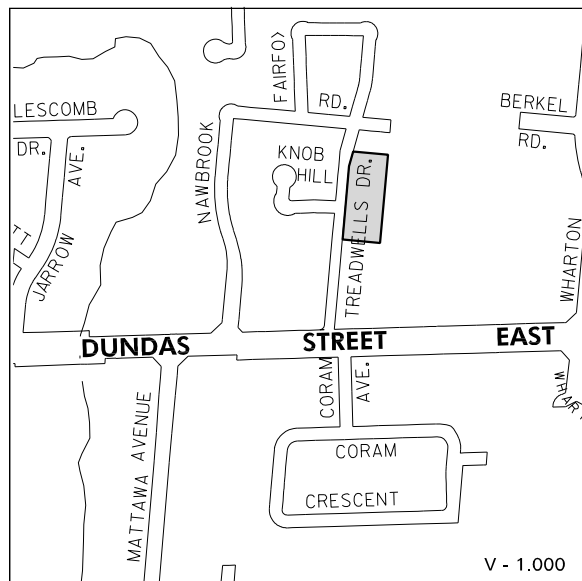 FAIRFO
LESCOMB
RD.
BERKEL
RD.
DR.
AVE.
NAWBROOK
KNOB
HILL
TREADWELLS DR.
WHARTON
JARROW
DUNDAS STREET EAST
CORAM
AVE.
MATTAWA AVENUE
CORAM
CRESCENT
V - 1.000